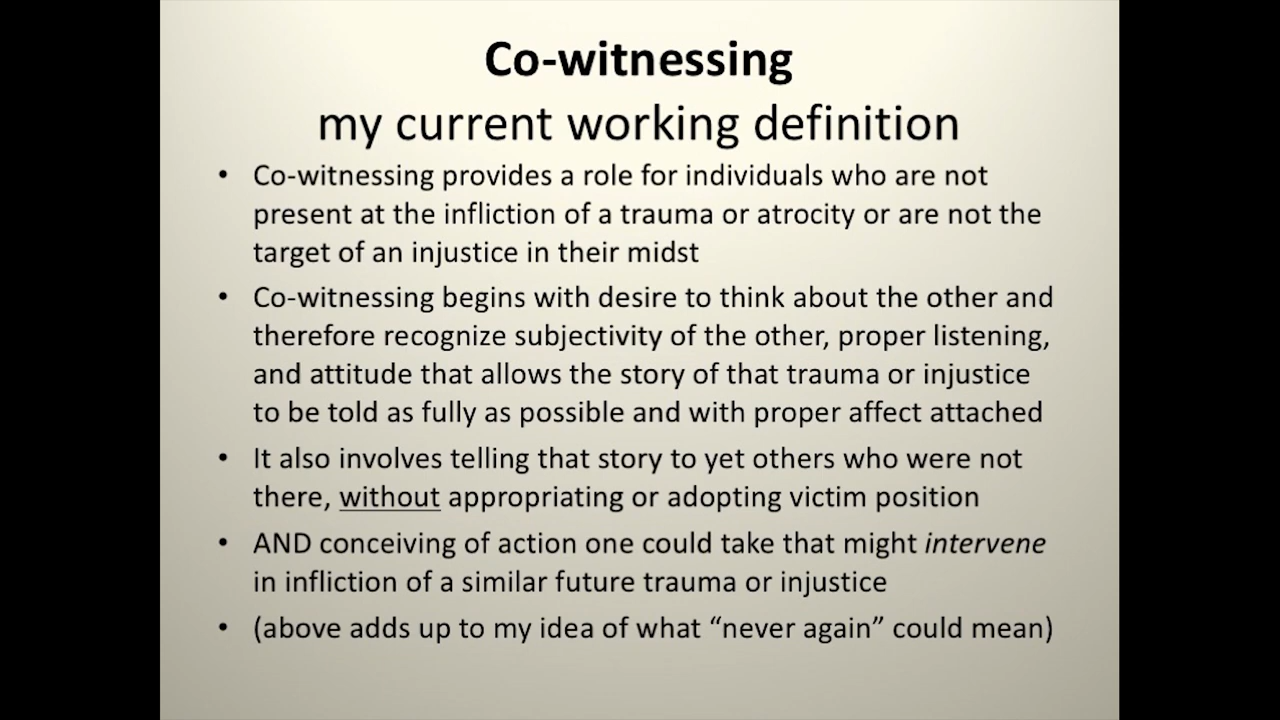 Co-witnessing
my current working definition
• Co-witnessing provides a role for individuals who are not
present at the infliction of a trauma or atrocity or are not the
target of an injustice in their midst
• Co-witnessing begins with desire to think about the other and
therefore recognize subjectivity of the other, proper listening,
and attitude that allows the story of that trauma or injustice
to be told as fully as possible and with proper affect attached
• It also involves telling that story to yet others who were not
there, without appropriating or adopting victim position
• AND conceiving of action one could take that might intervene
in infliction of a similar future trauma or injustice
• (above adds up to my idea of what “never again” could mean)